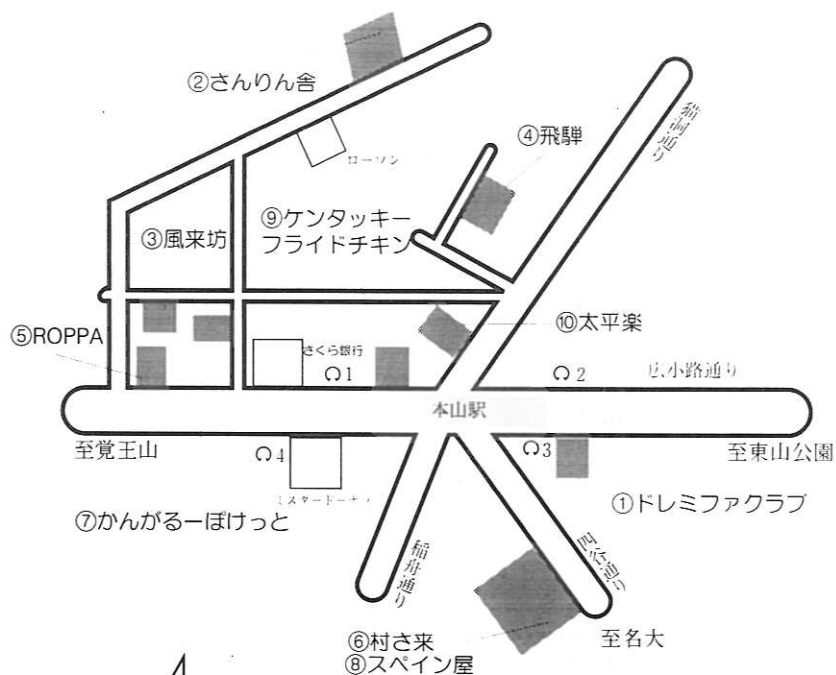 ②さんりん舎
④飛騨
猫洞通り
ローソン
⑨ケンタッキー
フライドチキン
③風来坊
⑩太平楽
⑤ROPPA
さくら銀行
1
2
広小路通り
本山駅
至覚王山
4
ミスタードーナツ
3
至東山公園
①ドレミファクラブ
⑦かんがるーぽけっと
稲舟通り
四谷通り
至名大
⑥村さ来
⑧スペイン屋